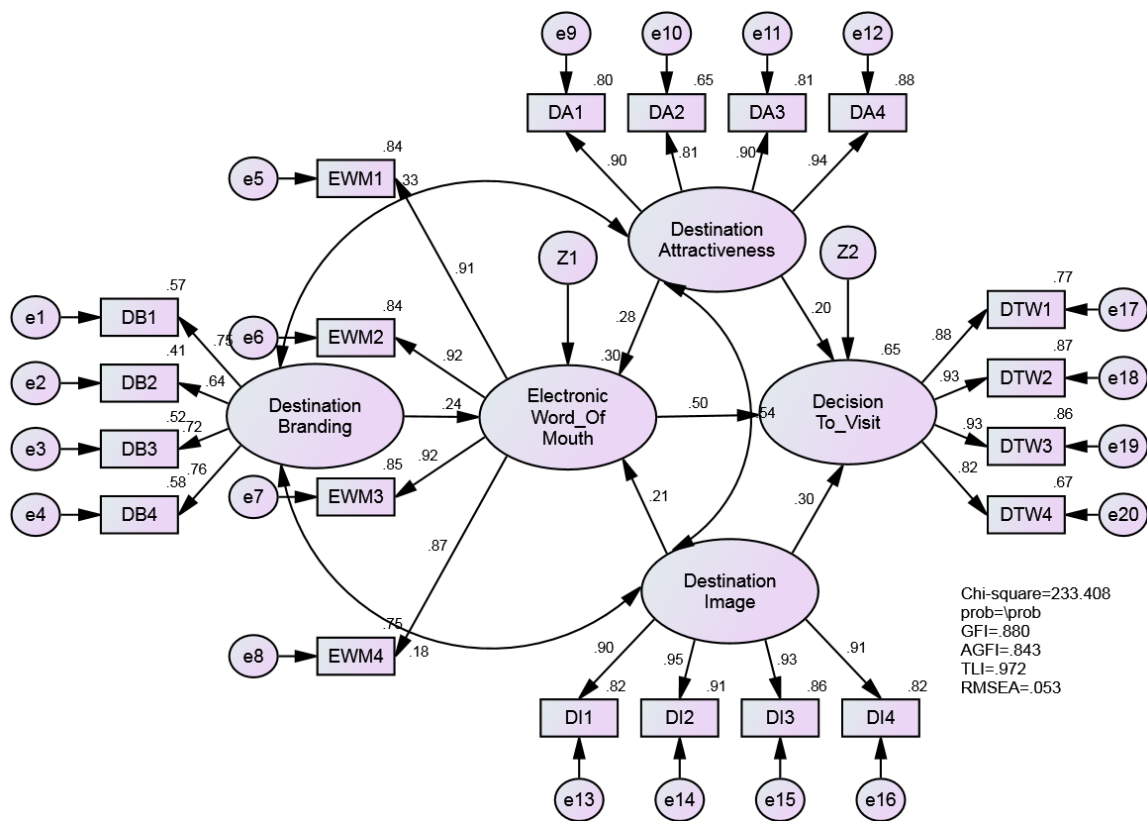 e9
e10
e11
e12
.80
.65
.81
.88
DA1
DA2
DA3
DA4
.90
.81
.90
.94
.84
e5
EWM1
.33
Destination
Attractiveness
Z1
Z2
.91
.77
.57
DTW1
e17
e1
DB1
.84
.28
.20
.88
e6
EWM2
.75
.41
.92
.30
.65
.87
e2
DB2
.64
DTW2
e18
.93
Destination
Branding
.24
Electronic
Word_Of
Mouth
.50
.54
Decision
To_Visit
.52
.72
.86
e3
DB3
.93
DTW3
e19
.76
.85
.92
.82
.67
.58
e7
EWM3
e4
DB4
.21
.30
DTW4
e20
.87
Destination
Image
Chi-square=233.408
prob=\prob
GFI=.880
AGFI=.843
TLI=.972
RMSEA=.053
.75
e8
EWM4
.18
.90
.95
.93
.91
.82
.91
.86
.82
DI1
DI2
DI3
DI4
e13
e14
e15
e16